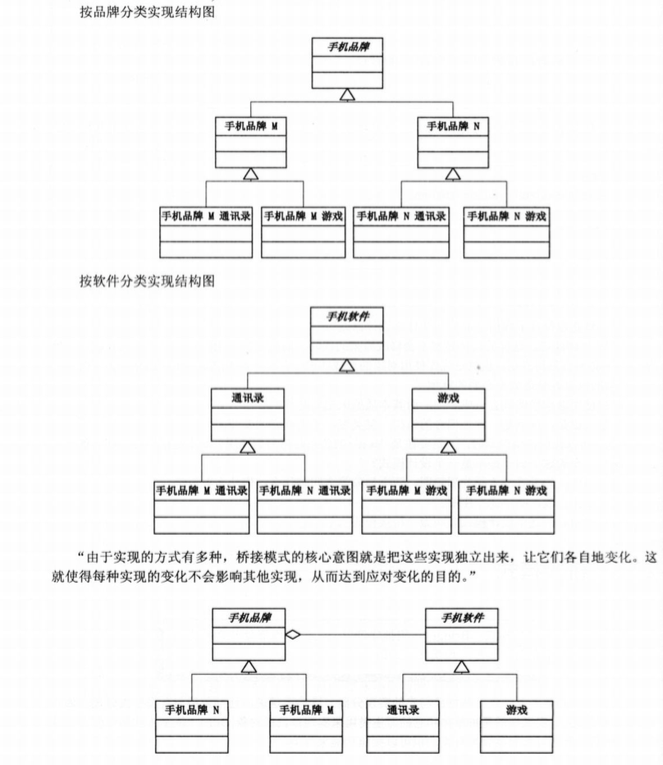 按品牌分类实现结构图
手机品牌
手机品牌 M
手机品牌 N
手机品牌 M 通讯录
手机品牌 M 游戏
手机品牌 N 通讯录
手机品牌 N 游戏
按软件分类实现结构图
手机软件
通讯录
游戏
手机品牌 M 通讯录
手机品牌 N 通讯录
手机品牌 M 游戏
手机品牌 N 游戏
“由于实现的方式有多种，桥接模式的核心意图就是把这些实现独立出来，让它们各自地变化。这
就使得每种实现的变化不会影响其他实现，从而达到应对变化的目的。”
手机品牌
手机软件
手机品牌 N
手机品牌 M
通讯录
游戏